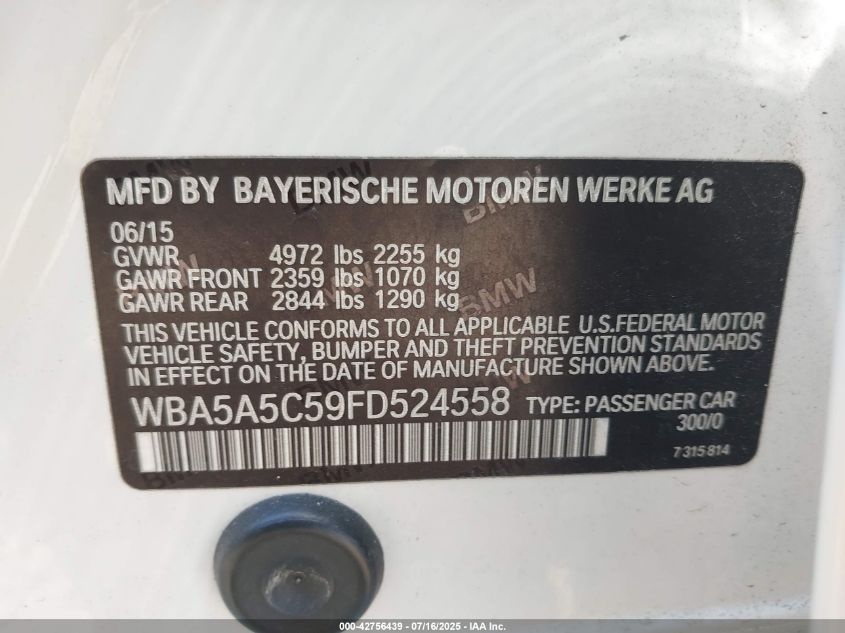 MFD BY BAYERISCHE MOTOREN WERKE AG
06/15
GVWR 4972 lbs 2255 kg
GAWR FRONT 2359 lbs 1070 kg
GAWR REAR 2844 lbs 1290 kg
THIS VEHICLE CONFORMS TO ALL APPLICABLE U.S.FEDERAL MOTOR
VEHICLE SAFETY, BUMPER AND THEFT PREVENTION STANDARDS
IN EFFECT ON THE DATE OF MANUFACTURE SHOWN ABOVE.
WBA5A5C59FD524558 TYPE: PASSENGER CAR
300/0
7 315 814
000-42756439 - 07/16/2025 - IAA Inc.